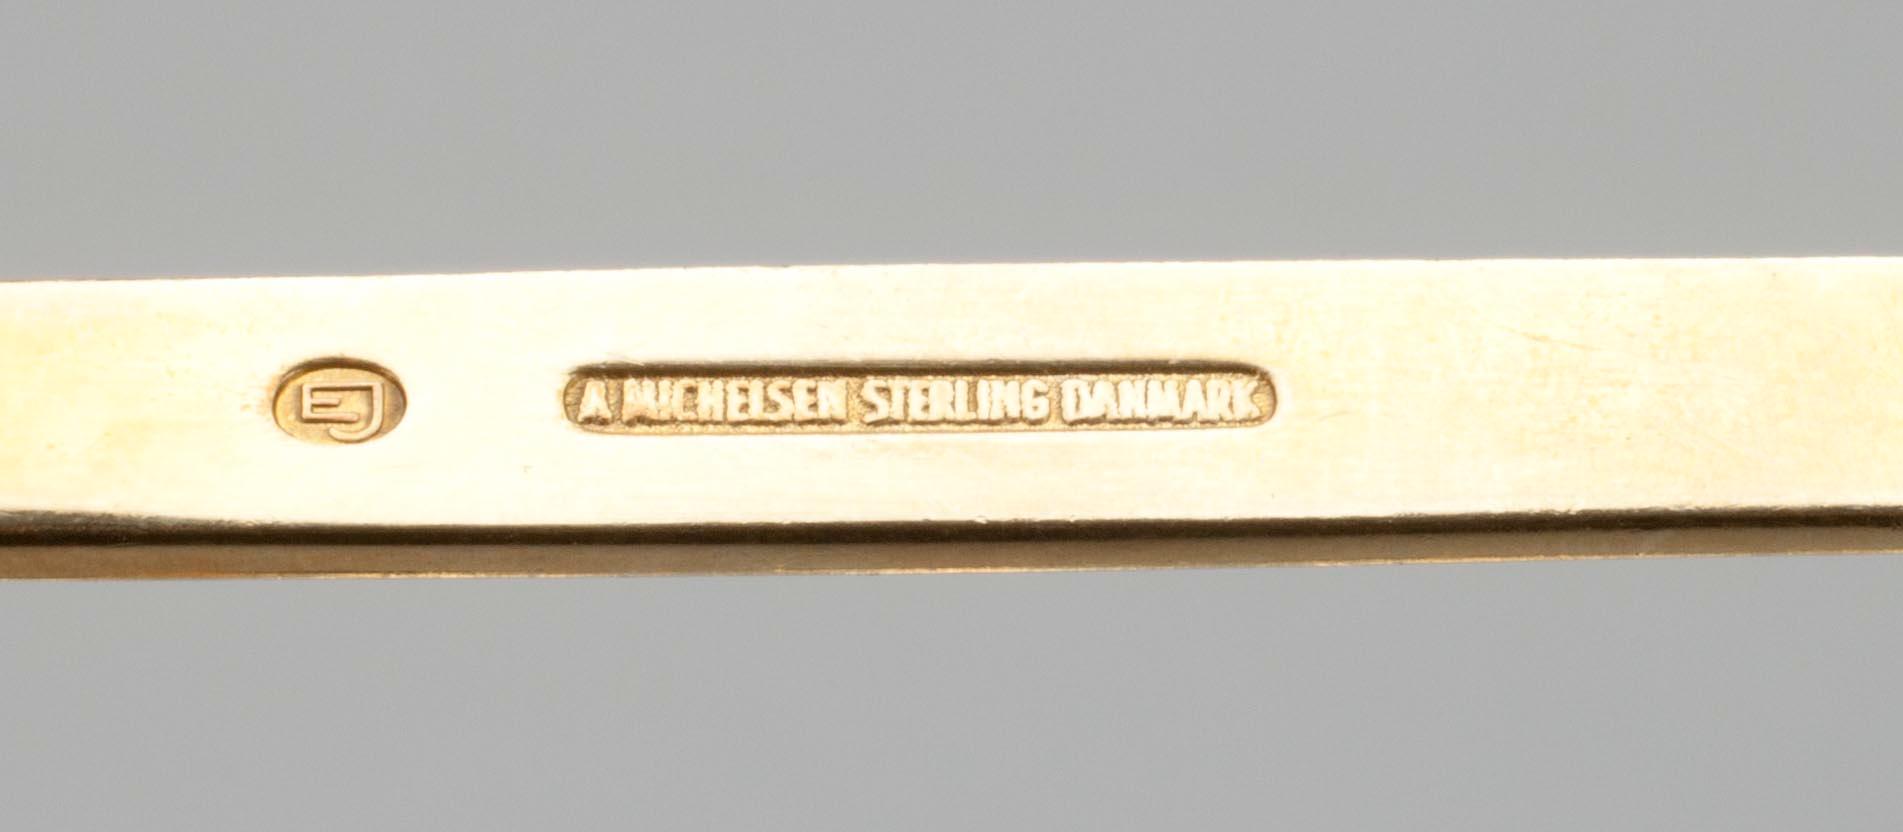 EJ
A MICHELSEN STERLING DANMARK